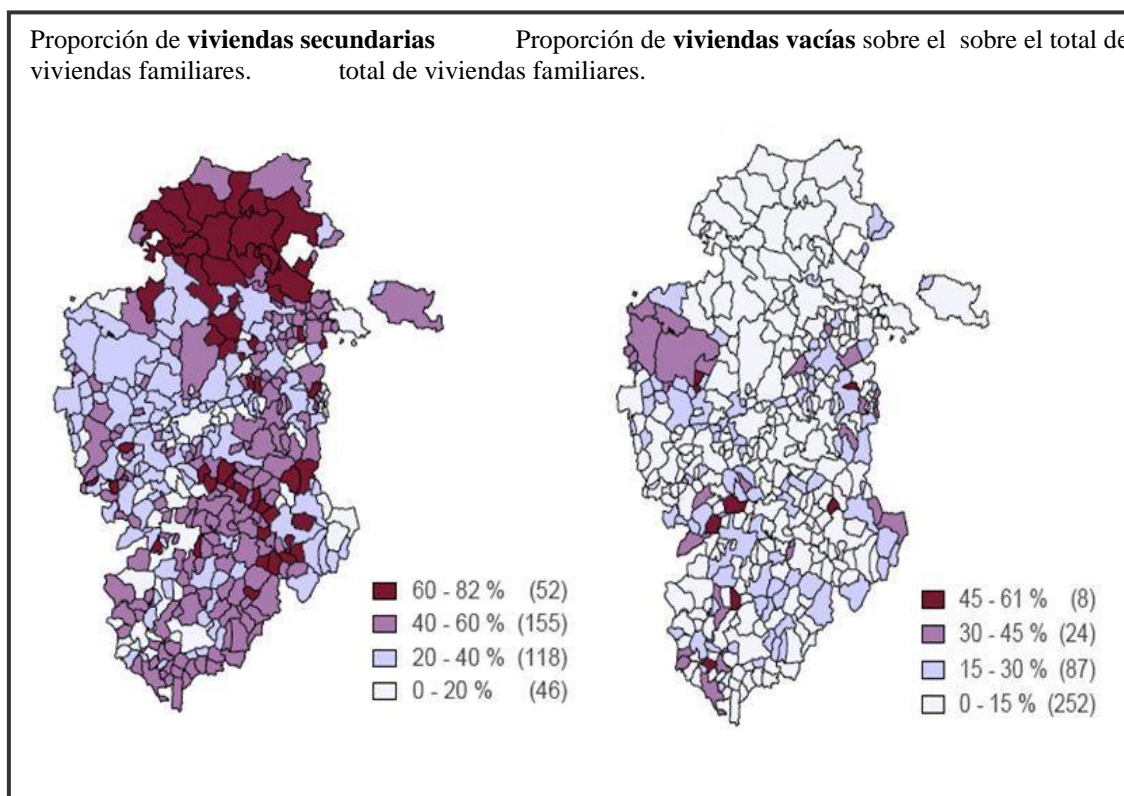 Proporción de viviendas secundarias Proporción de viviendas vacías sobre el sobre el total de
viviendas familiares. total de viviendas familiares.
60 - 82 % (52)
40 - 60 % (155)
20 - 40 % (118)
0 - 20 % (46)
45 - 61 % (8)
30 - 45 % (24)
15 - 30 % (87)
0 - 15 % (252)